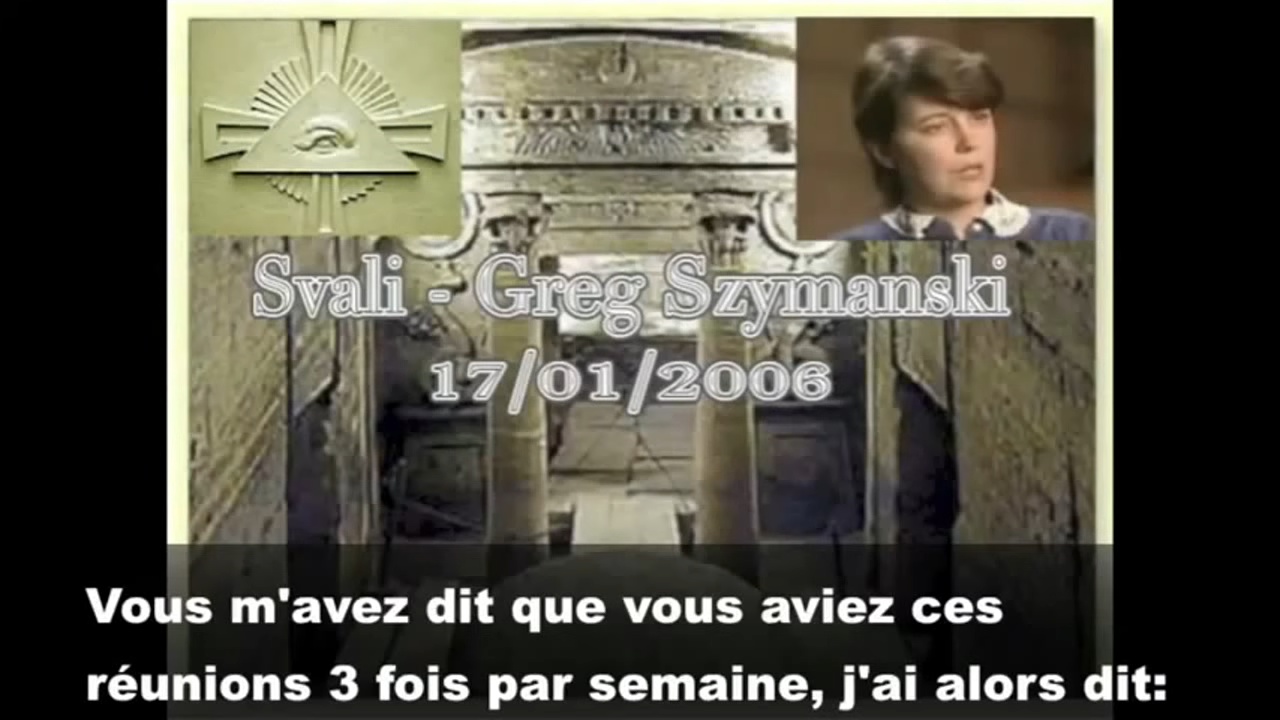 Svali - Greg Szymanski
17/01/2006
Vous m'avez dit que vous aviez ces
réunions 3 fois par semaine, j'ai alors dit: